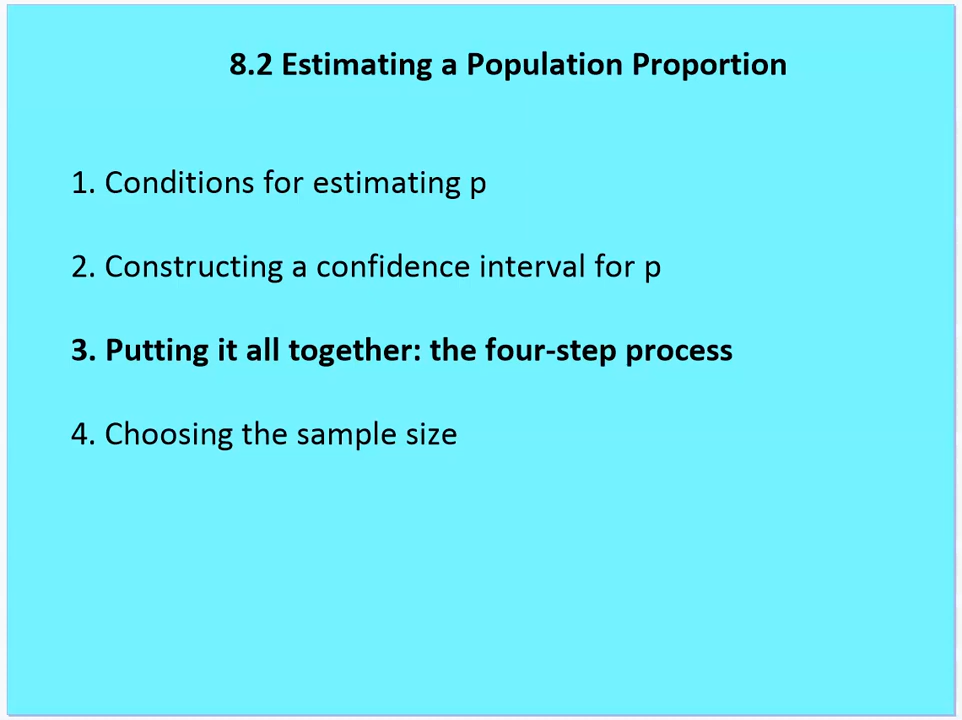 8.2 Estimating a Population Proportion
1. Conditions for estimating p
2. Constructing a confidence interval for p
3. Putting it all together: the four-step process
4. Choosing the sample size